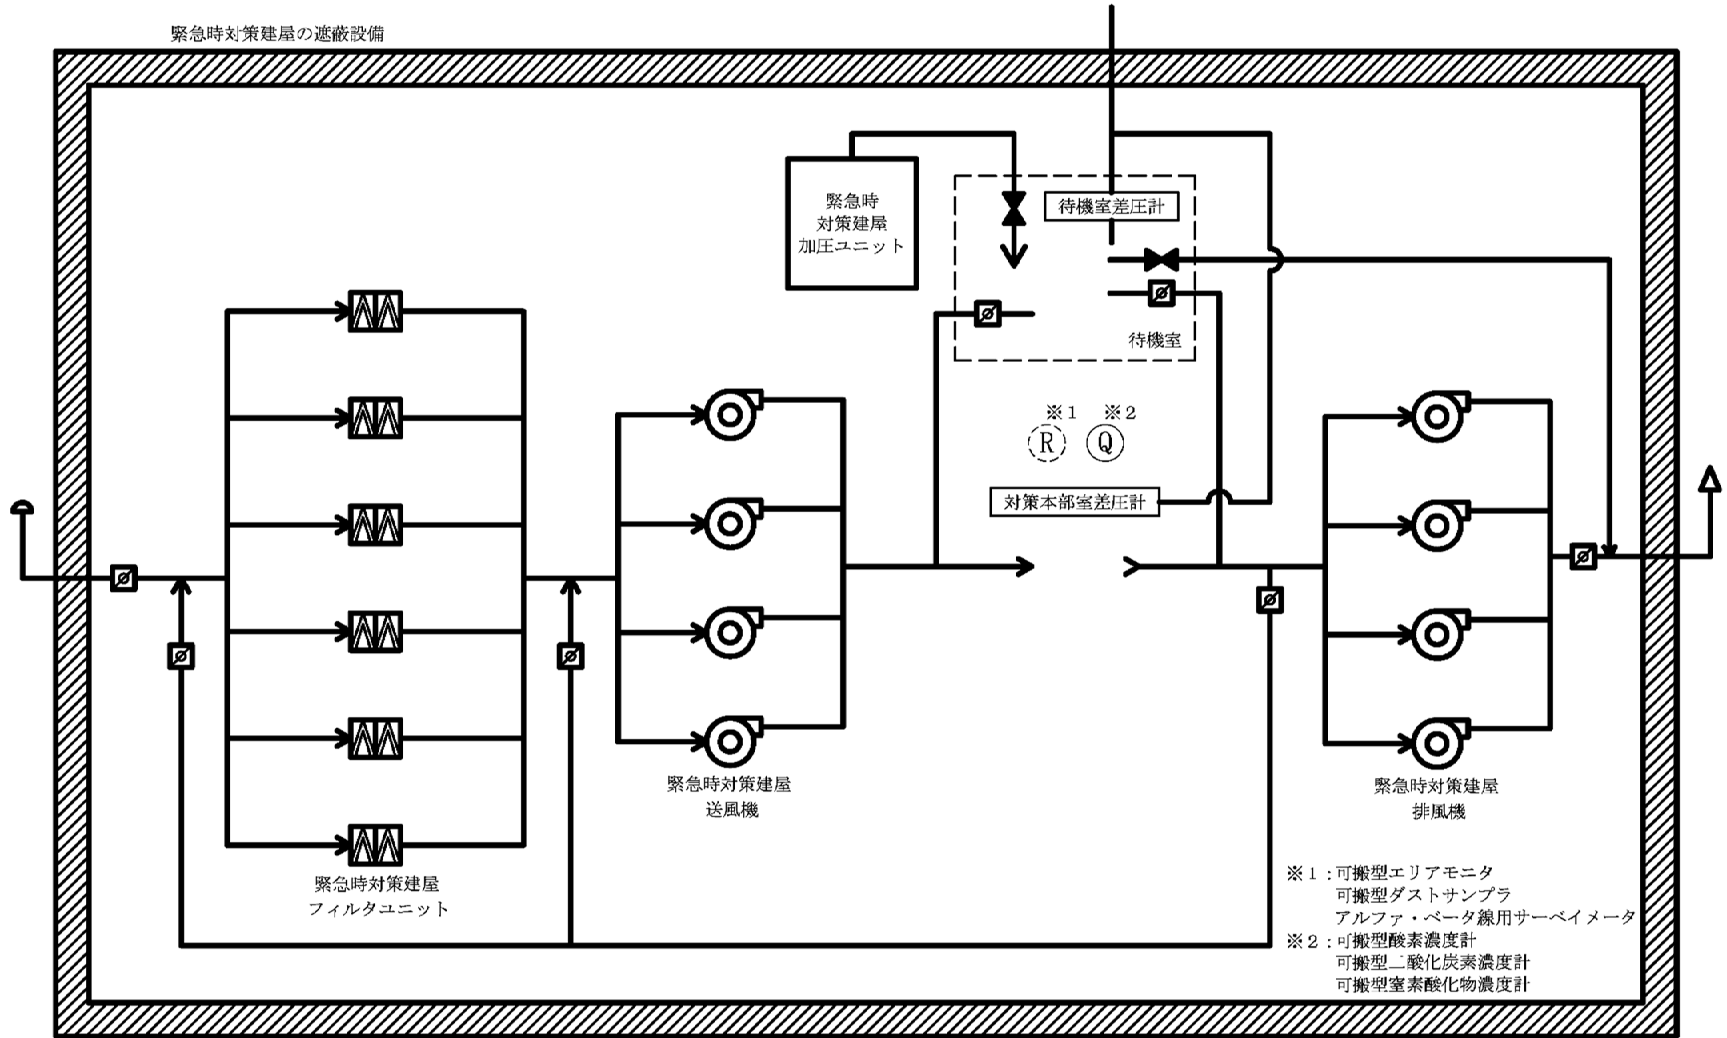 緊急時対策建屋の遮蔽設備
緊急時
対策建屋
加圧ユニット
待機室差圧計
待機室
※1 ※2
R Q
対策本部室差圧計
緊急時対策建屋
送風機
緊急時対策建屋
排風機
緊急時対策建屋
フィルタユニット
※1:可搬型エリアモニタ
可搬型ダストサンプラ
アルファ・ベータ線用サーベイメータ
※2:可搬型酸素濃度計
可搬型二酸化炭素濃度計
可搬型窒素酸化物濃度計